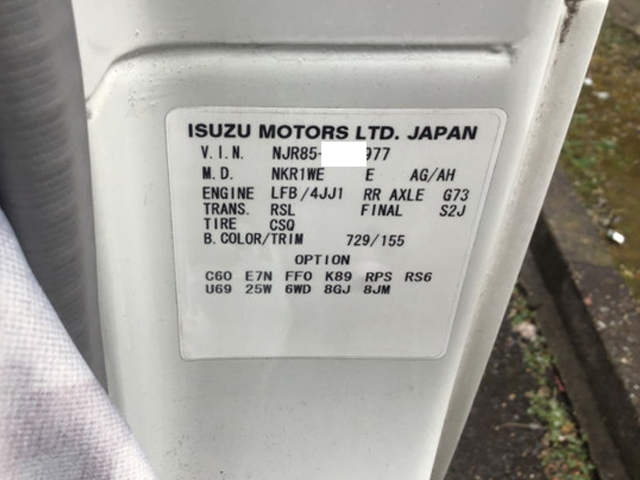 ISUZU MOTORS LTD. JAPAN
V.I.N. NJR85- 977
M.D. NKR1WE E AG/AH
ENGINE LFB/4JJ1 RR AXLE G73
TRANS. RSL FINAL S2J
TIRE CSQ
B.COLOR/TRIM 729/155
OPTION
C60 E7N FF0 K89 RPS RS6
U69 25W 6WD 8GJ 8JM